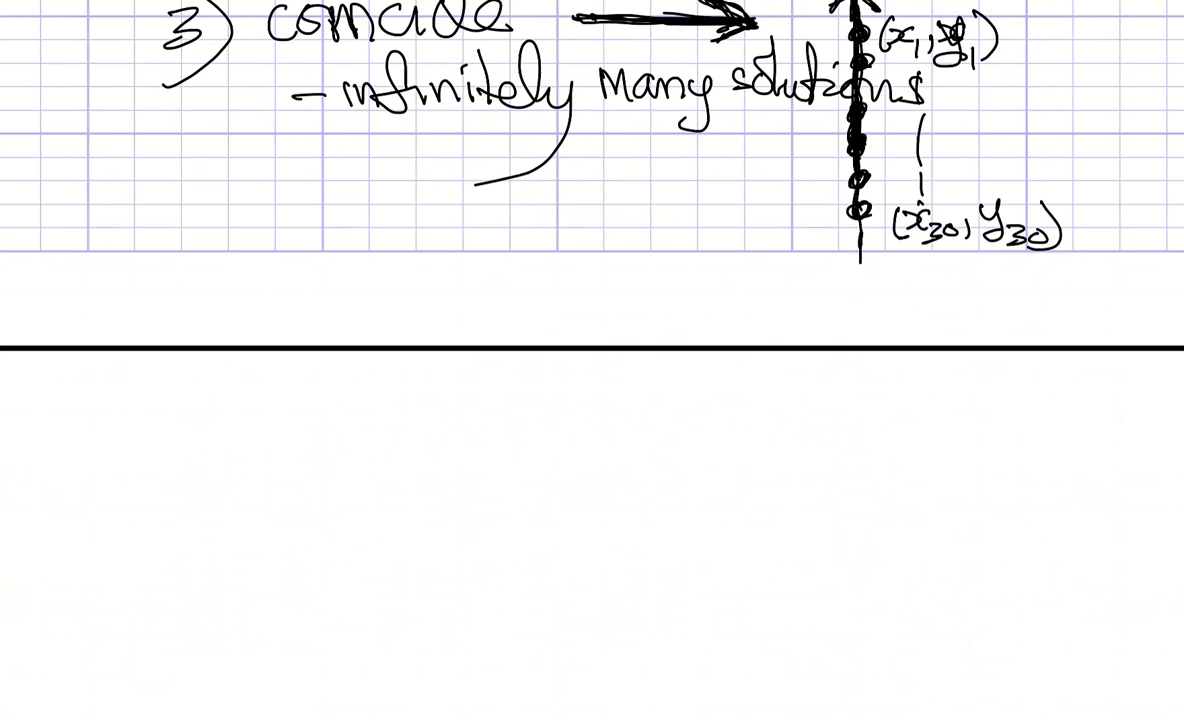 3) coincide
(x₁, y₁)
- infinitely many solutions
(x₃₀, y₃₀)